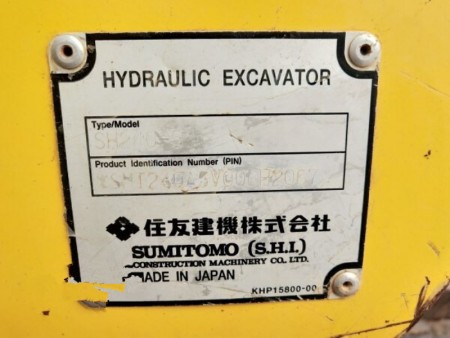 HYDRAULIC EXCAVATOR
Type/Model
Product Identification Number (PIN)
住友建機株式会社
SUMITOMO (S.H.I.)
CONSTRUCTION MACHINERY CO., LTD.
MADE IN JAPAN
KHP15800-00